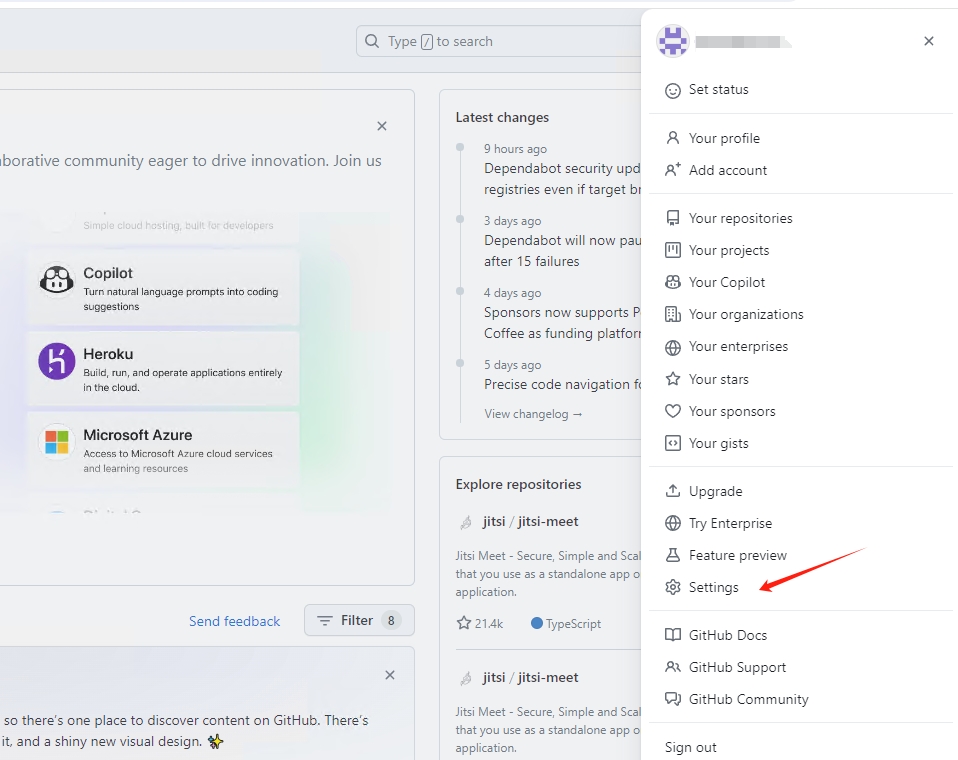 Type / to search
aborative community eager to drive innovation. Join us
Simple cloud hosting, built for developers
Copilot
Turn natural language prompts into coding
suggestions
Heroku
Build, run, and operate applications entirely
in the cloud.
Microsoft Azure
Access to Microsoft Azure cloud services
and learning resources
Send feedback
Filter 8
so there's one place to discover content on GitHub. There's
it, and a shiny new visual design. ✨
Latest changes
9 hours ago
Dependabot security upd
registries even if target br
3 days ago
Dependabot will now pau
after 15 failures
4 days ago
Sponsors now supports P
Coffee as funding platfor
5 days ago
Precise code navigation fo
View changelog →
Explore repositories
jitsi / jitsi-meet
Jitsi Meet - Secure, Simple and Scal
that you use as a standalone app o
application.
21.4k TypeScript
jitsi / jitsi-meet
Jitsi Meet - Secure, Simple and Scal
that you use as a standalone app o
application.
Set status
Your profile
Add account
Your repositories
Your projects
Your Copilot
Your organizations
Your enterprises
Your stars
Your sponsors
Your gists
Upgrade
Try Enterprise
Feature preview
Settings
GitHub Docs
GitHub Support
GitHub Community
Sign out